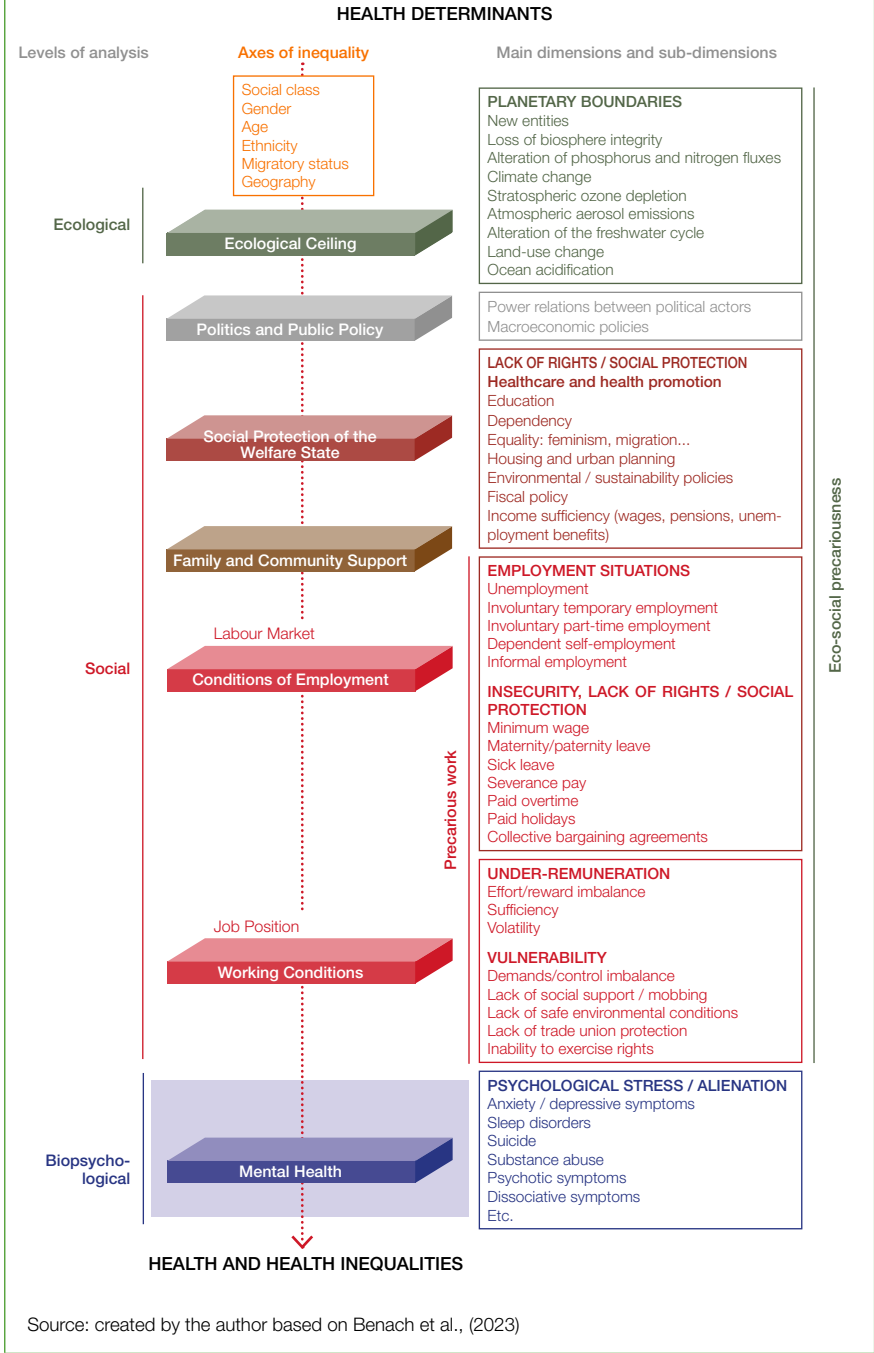 HEALTH DETERMINANTS
Levels of analysis
Axes of inequality
Main dimensions and sub-dimensions
Social class
Gender
Age
Ethnicity
Migratory status
Geography
Ecological
Ecological Ceiling
PLANETARY BOUNDARIES
New entities
Loss of biosphere integrity
Alteration of phosphorus and nitrogen fluxes
Climate change
Stratospheric ozone depletion
Atmospheric aerosol emissions
Alteration of the freshwater cycle
Land-use change
Ocean acidification
Social
Politics and Public Policy
Power relations between political actors
Macroeconomic policies
Social Protection of the
Welfare State
LACK OF RIGHTS / SOCIAL PROTECTION
Healthcare and health promotion
Education
Dependency
Equality: feminism, migration...
Housing and urban planning
Environmental / sustainability policies
Fiscal policy
Income sufficiency (wages, pensions, unem-
ployment benefits)
Family and Community Support
Labour Market
Conditions of Employment
Precarious work
EMPLOYMENT SITUATIONS
Unemployment
Involuntary temporary employment
Involuntary part-time employment
Dependent self-employment
Informal employment
INSECURITY, LACK OF RIGHTS / SOCIAL
PROTECTION
Minimum wage
Maternity/paternity leave
Sick leave
Severance pay
Paid overtime
Paid holidays
Collective bargaining agreements
Job Position
Working Conditions
UNDER-REMUNERATION
Effort/reward imbalance
Sufficiency
Volatility
VULNERABILITY
Demands/control imbalance
Lack of social support / mobbing
Lack of safe environmental conditions
Lack of trade union protection
Inability to exercise rights
Eco-social precariousness
Biopsycho-
logical
Mental Health
PSYCHOLOGICAL STRESS / ALIENATION
Anxiety / depressive symptoms
Sleep disorders
Suicide
Substance abuse
Psychotic symptoms
Dissociative symptoms
Etc.
HEALTH AND HEALTH INEQUALITIES
Source: created by the author based on Benach et al., (2023)